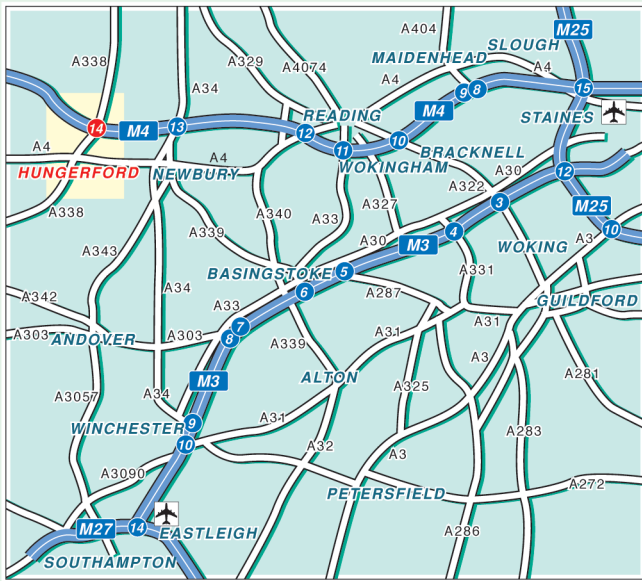 A404
M25
SLOUGH
A338
A329
A4074
MAIDENHEAD
A4
A4
A34
9 8
15
READING
M4
STAINES
14
M4
13
12
11
10
BRACKNELL
A4
A4
WOKINGHAM
A30
12
HUNGERFORD
NEWBURY
A322
3
M25
A338
A340
A33
A327
10
A339
A30
M3
4
WOKING
A3
A343
BASINGSTOKE
5
A331
A34
6
A287
GUILDFORD
A342
A33
A303
ANDOVER
A303
7
8
A339
A31
A31
A3
M3
ALTON
A281
A3057
A34
A325
9
A31
WINCHESTER
10
A32
A3
A283
A3090
A272
PETERSFIELD
M27
14
EASTLEIGH
A286
SOUTHAMPTON